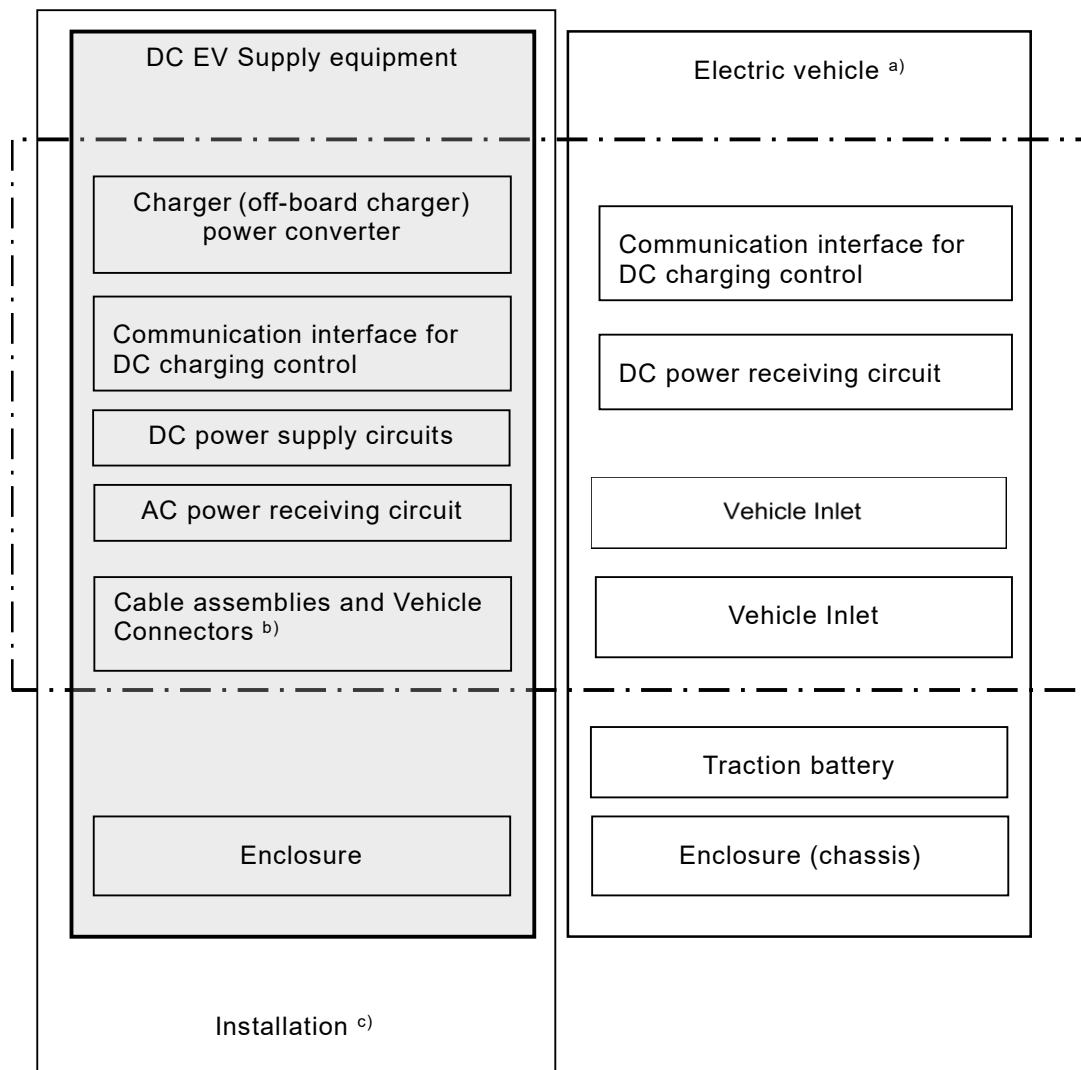 DC EV Supply equipment
Charger (off-board charger)
power converter
Communication interface for
DC charging control
DC power supply circuits
AC power receiving circuit
Cable assemblies and Vehicle
Connectors b)
Enclosure
Installation c)
Electric vehicle a)
Communication interface for
DC charging control
DC power receiving circuit
Vehicle Inlet
Vehicle Inlet
Traction battery
Enclosure (chassis)